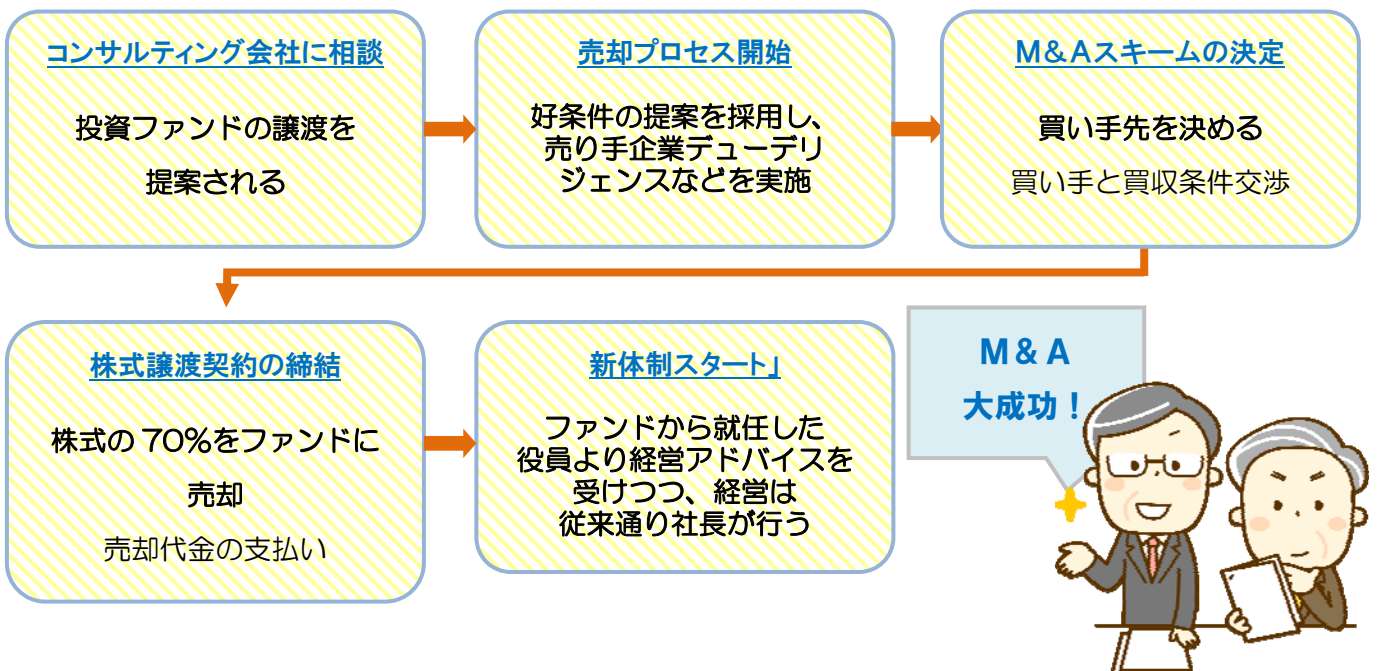 コンサルティング会社に相談
投資ファンドの譲渡を
提案される
売却プロセス開始
好条件の提案を採用し、
売り手企業デューデリ
ジェンスなどを実施
M&Aスキームの決定
買い手先を決める
買い手と買収条件交渉
株式譲渡契約の締結
株式の70%をファンドに
売却
売却代金の支払い
新体制スタート」
ファンドから就任した
役員より経営アドバイスを
受けつつ、経営は
従来通り社長が行う
M & A
大成功！